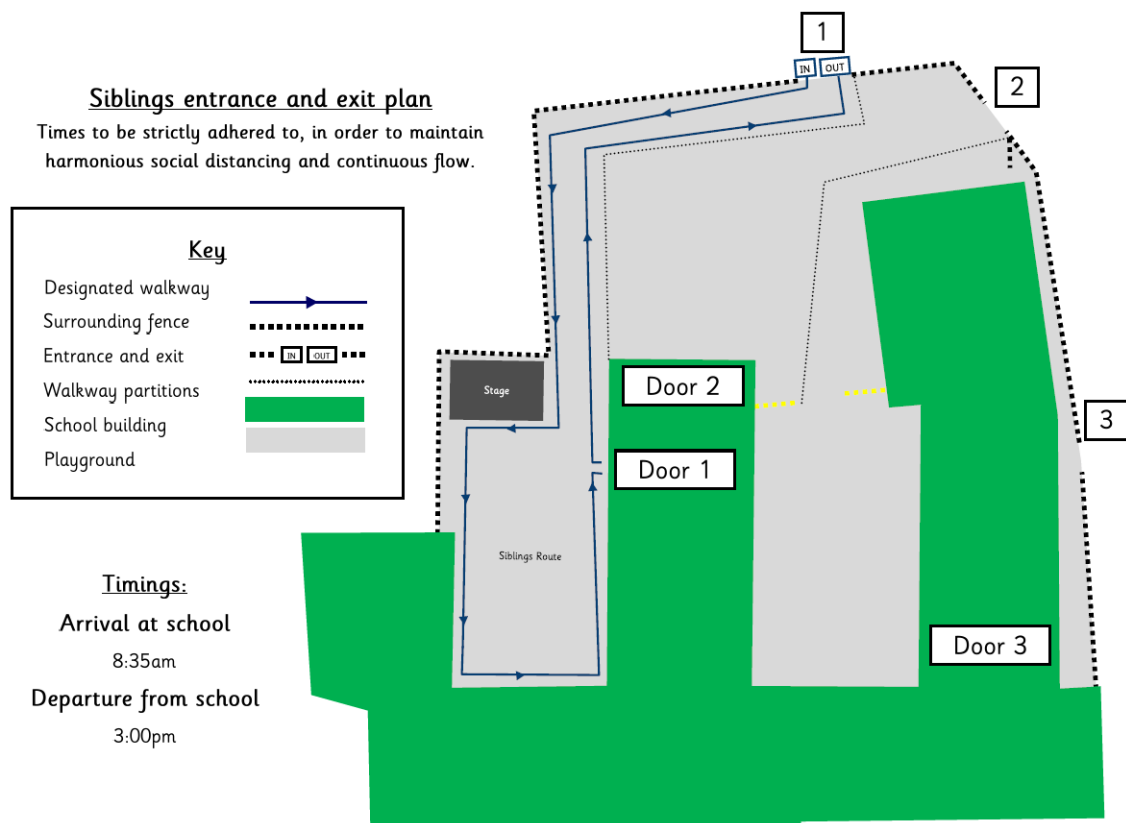 Siblings entrance and exit plan
Times to be strictly adhered to, in order to maintain
harmonious social distancing and continuous flow.
Key
Designated walkway
Surrounding fence
Entrance and exit
IN OUT
Walkway partitions
School building
Playground
Timings:
Arrival at school
8:35am
Departure from school
3:00pm
1
IN OUT
2
3
Stage
Door 2
Door 1
Siblings Route
Door 3